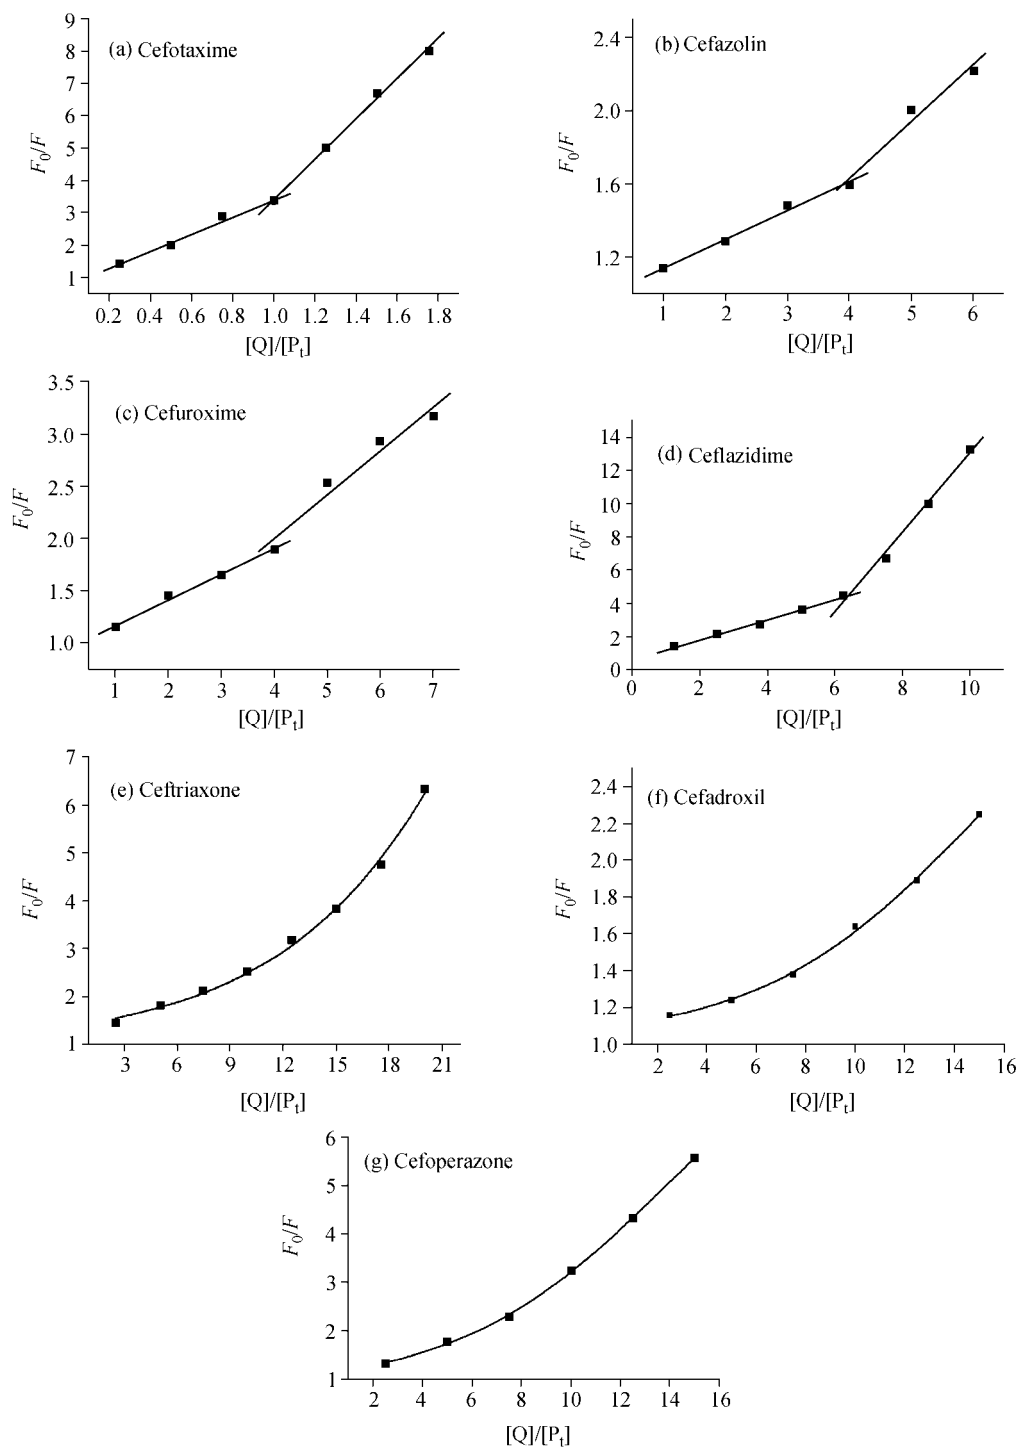 (a) Cefotaxime
9
8
7
6
5
4
3
2
1
F0/F
0.2 0.4 0.6 0.8 1.0 1.2 1.4 1.6 1.8
[Q]/[Pt]
(b) Cefazolin
2.4
2.0
1.6
1.2
F0/F
1 2 3 4 5 6
[Q]/[Pt]
(c) Cefuroxime
3.5
3.0
2.5
2.0
1.5
1.0
F0/F
1 2 3 4 5 6 7
[Q]/[Pt]
(d) Ceflazidime
14
12
10
8
6
4
2
0
F0/F
0 2 4 6 8 10
[Q]/[Pt]
(e) Ceftriaxone
7
6
5
4
3
2
1
F0/F
3 6 9 12 15 18 21
[Q]/[Pt]
(f) Cefadroxil
2.4
2.2
2.0
1.8
1.6
1.4
1.2
1.0
F0/F
2 4 6 8 10 12 14 16
[Q]/[Pt]
(g) Cefoperazone
6
5
4
3
2
1
F0/F
2 4 6 8 10 12 14 16
[Q]/[Pt]